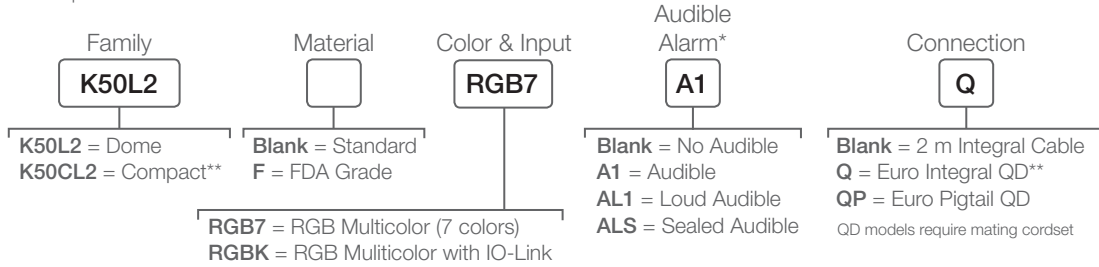 Family
Material
Color & Input
Audible
Alarm*
Connection
K50L2
RGB7
A1
Q
K50L2 = Dome
K50CL2 = Compact**
Blank = Standard
F = FDA Grade
RGB7 = RGB Multicolor (7 colors)
RGBK = RGB Muliticolor with IO-Link
Blank = No Audible
A1 = Audible
AL1 = Loud Audible
ALS = Sealed Audible
Blank = 2 m Integral Cable
Q = Euro Integral QD**
QP = Euro Pigtail QD
QD models require mating cordset